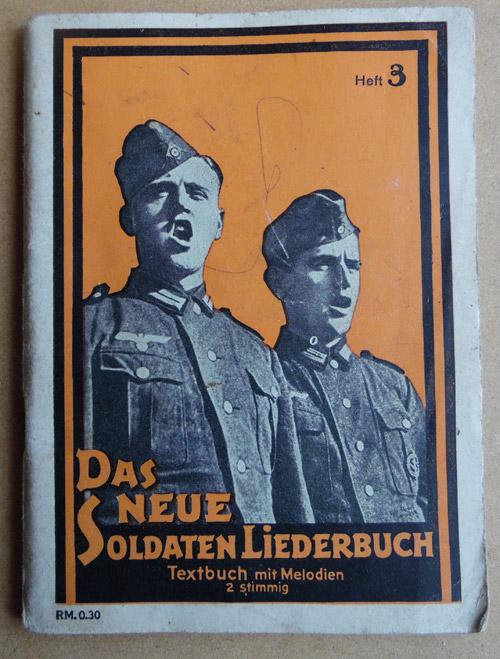 Heft 3
DAS
NEUE
SOLDATEN LIEDERBUCH
Textbuch mit Melodien
2 stimmig
RM. 0.30